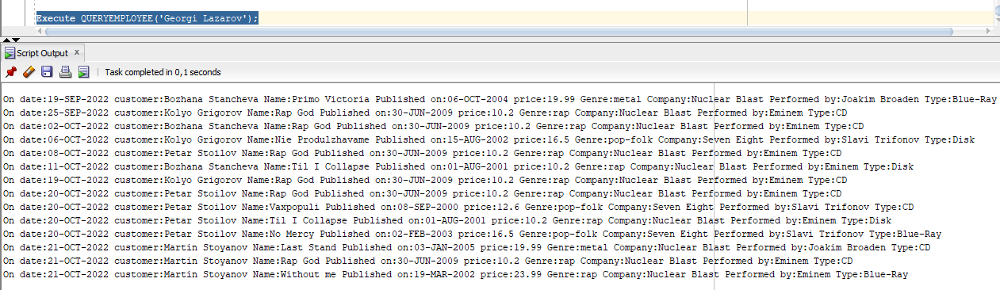 Execute QUERYEMPLOYEE('Georgi Lazarov');
Script Output x
Task completed in 0,1 seconds
On date:19-SEP-2022 customer:Bozhana Stancheva Name:Primo Victoria Published on:06-OCT-2004 price:19.99 Genre:metal Company:Nuclear Blast Performed by:Joakim Broaden Type:Blue-Ray
On date:25-SEP-2022 customer:Kolyo Grigorov Name:Rap God Published on:30-JUN-2009 price:10.2 Genre:rap Company:Nuclear Blast Performed by:Eminem Type:CD
On date:02-OCT-2022 customer:Bozhana Stancheva Name:Rap God Published on:30-JUN-2009 price:10.2 Genre:rap Company:Nuclear Blast Performed by:Eminem Type:CD
On date:06-OCT-2022 customer:Kolyo Grigorov Name:Nie Produlzhavame Published on:15-AUG-2002 price:16.5 Genre:pop-folk Company:Seven Eight Performed by:Slavi Trifonov Type:Disk
On date:08-OCT-2022 customer:Petar Stoilov Name:Rap God Published on:30-JUN-2009 price:10.2 Genre:rap Company:Nuclear Blast Performed by:Eminem Type:CD
On date:11-OCT-2022 customer:Bozhana Stancheva Name:Til I Collapse Published on:01-AUG-2001 price:10.2 Genre:rap Company:Nuclear Blast Performed by:Eminem Type:Disk
On date:19-OCT-2022 customer:Kolyo Grigorov Name:Rap God Published on:30-JUN-2009 price:10.2 Genre:rap Company:Nuclear Blast Performed by:Eminem Type:CD
On date:20-OCT-2022 customer:Petar Stoilov Name:Rap God Published on:30-JUN-2009 price:10.2 Genre:rap Company:Nuclear Blast Performed by:Eminem Type:CD
On date:20-OCT-2022 customer:Petar Stoilov Name:Vaxpopuli Published on:08-SEP-2000 price:12.6 Genre:pop-folk Company:Seven Eight Performed by:Slavi Trifonov Type:CD
On date:20-OCT-2022 customer:Petar Stoilov Name:Til I Collapse Published on:01-AUG-2001 price:10.2 Genre:rap Company:Nuclear Blast Performed by:Eminem Type:Disk
On date:20-OCT-2022 customer:Petar Stoilov Name:No Mercy Published on:02-FEB-2003 price:16.5 Genre:pop-folk Company:Seven Eight Performed by:Slavi Trifonov Type:Blue-Ray
On date:21-OCT-2022 customer:Martin Stoyanov Name:Last Stand Published on:03-JAN-2005 price:19.99 Genre:metal Company:Nuclear Blast Performed by:Joakim Broaden Type:CD
On date:21-OCT-2022 customer:Martin Stoyanov Name:Rap God Published on:30-JUN-2009 price:10.2 Genre:rap Company:Nuclear Blast Performed by:Eminem Type:CD
On date:21-OCT-2022 customer:Martin Stoyanov Name:Without me Published on:19-MAR-2002 price:23.99 Genre:rap Company:Nuclear Blast Performed by:Eminem Type:Blue-Ray